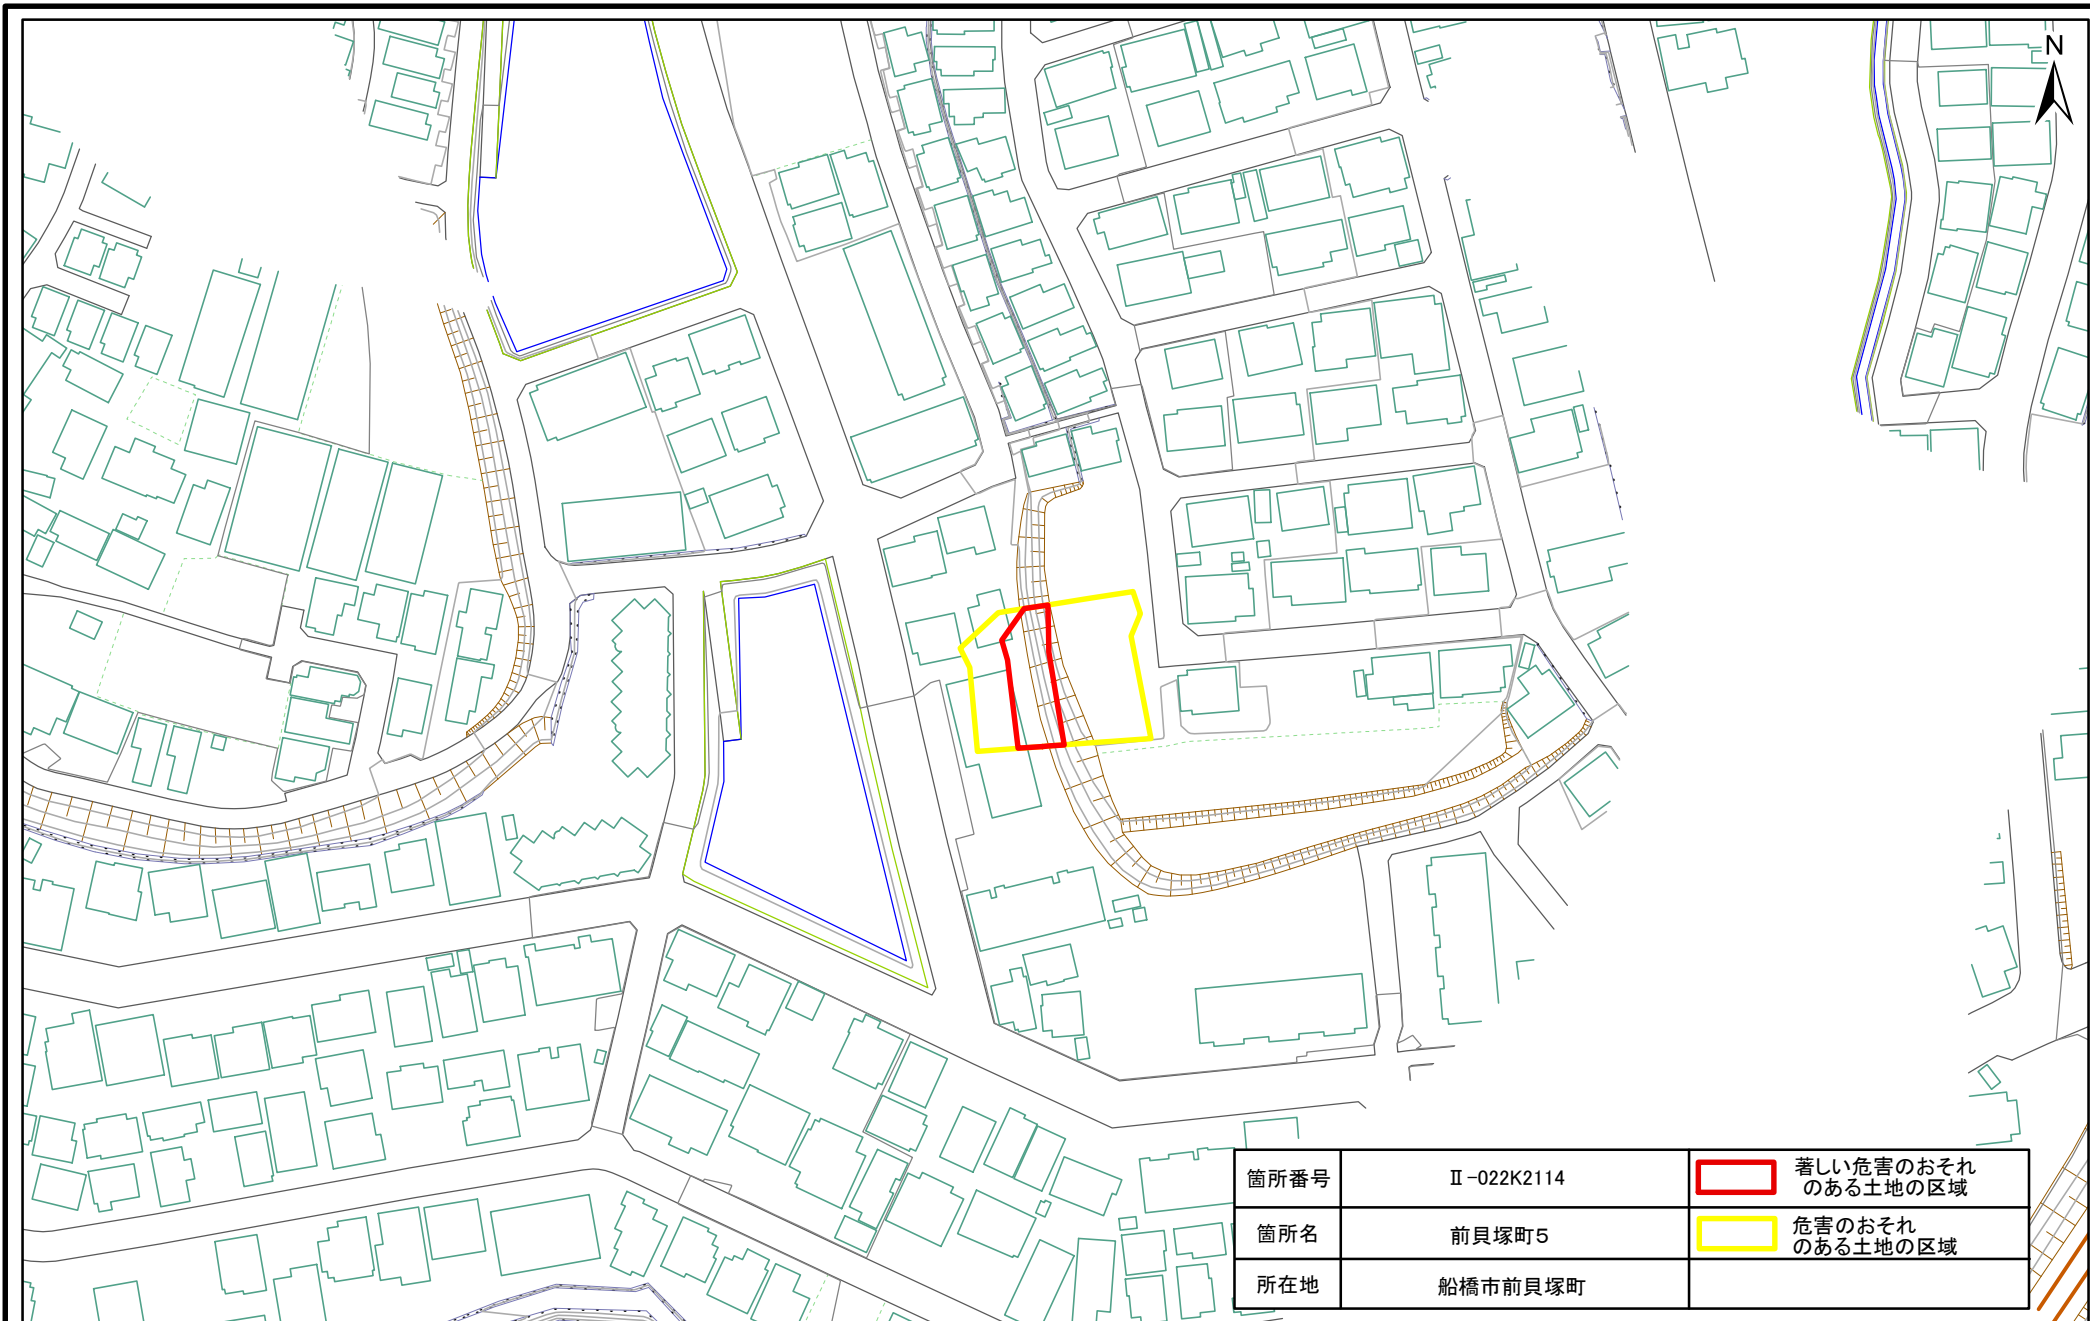 N
箇所番号
Ⅱ-022K2114
著しい危害のおそれ
のある土地の区域
箇所名
前貝塚町5
危害のおそれ
のある土地の区域
所在地
船橋市前貝塚町